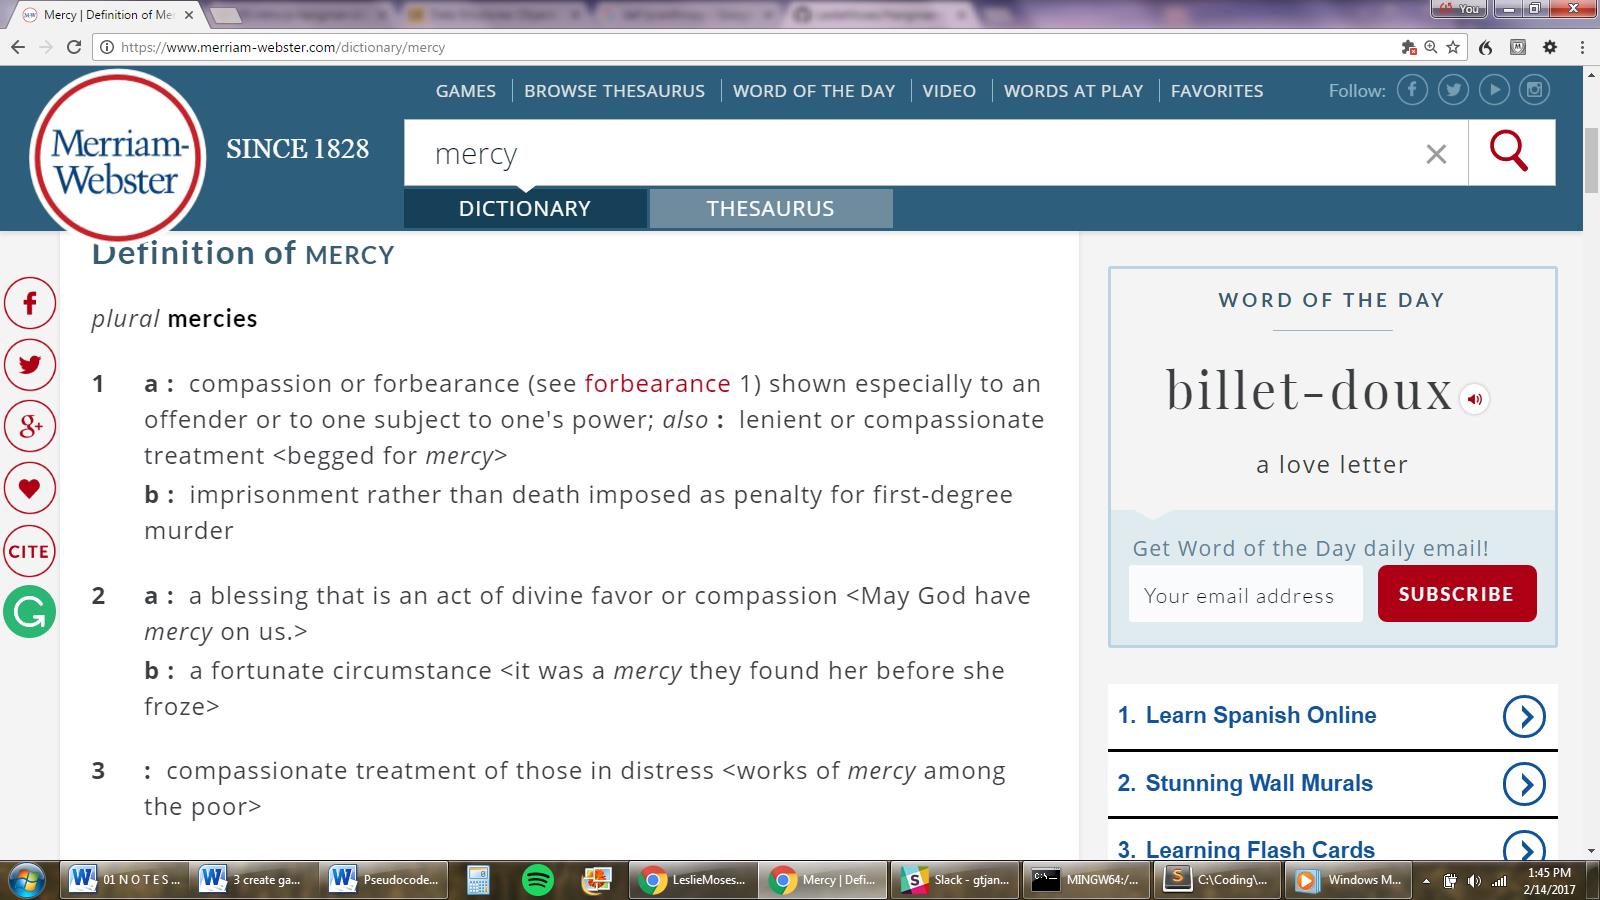 Mercy | Definition of Me
You
https://www.merriam-webster.com/dictionary/mercy
GAMES
BROWSE THESAURUS
WORD OF THE DAY
VIDEO
WORDS AT PLAY
FAVORITES
Follow:
Merriam-
Webster
SINCE 1828
mercy
DICTIONARY
THESAURUS
Definition of MERCY
plural mercies
1 a : compassion or forbearance (see forbearance 1) shown especially to an
offender or to one subject to one's power; also : lenient or compassionate
treatment <begged for mercy>
b : imprisonment rather than death imposed as penalty for first-degree
murder
2 a : a blessing that is an act of divine favor or compassion <May God have
mercy on us.>
b : a fortunate circumstance <it was a mercy they found her before she
froze>
3 : compassionate treatment of those in distress <works of mercy among
the poor>
g+
CITE
G
WORD OF THE DAY
billet-doux
a love letter
Get Word of the Day daily email!
Your email address
SUBSCRIBE
1. Learn Spanish Online
2. Stunning Wall Murals
3. Learning Flash Cards
01 N O T E S ...
3 create ga...
Pseudocode...
LeslieMoses...
Mercy | Defi...
Slack - gtjan...
MINGW64:/...
C:\Coding\...
Windows M...
1:45 PM
2/14/2017